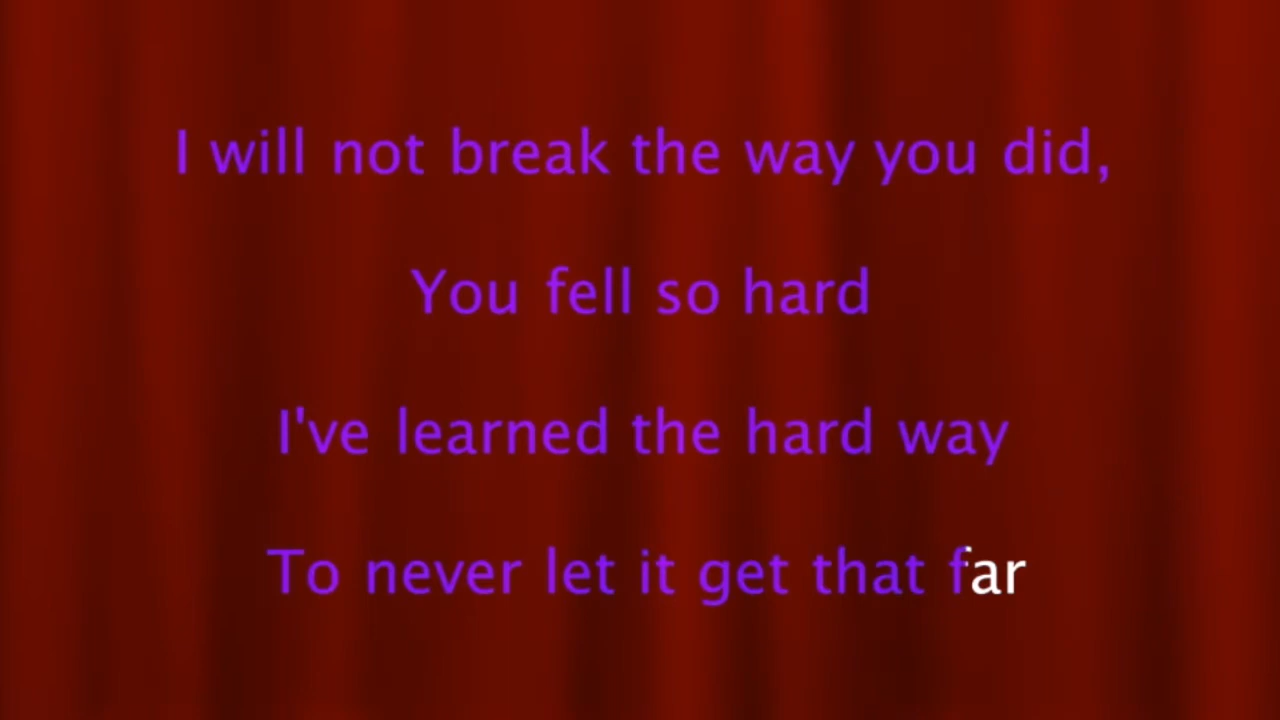 I will not break the way you did,
You fell so hard
I've learned the hard way
To never let it get that far